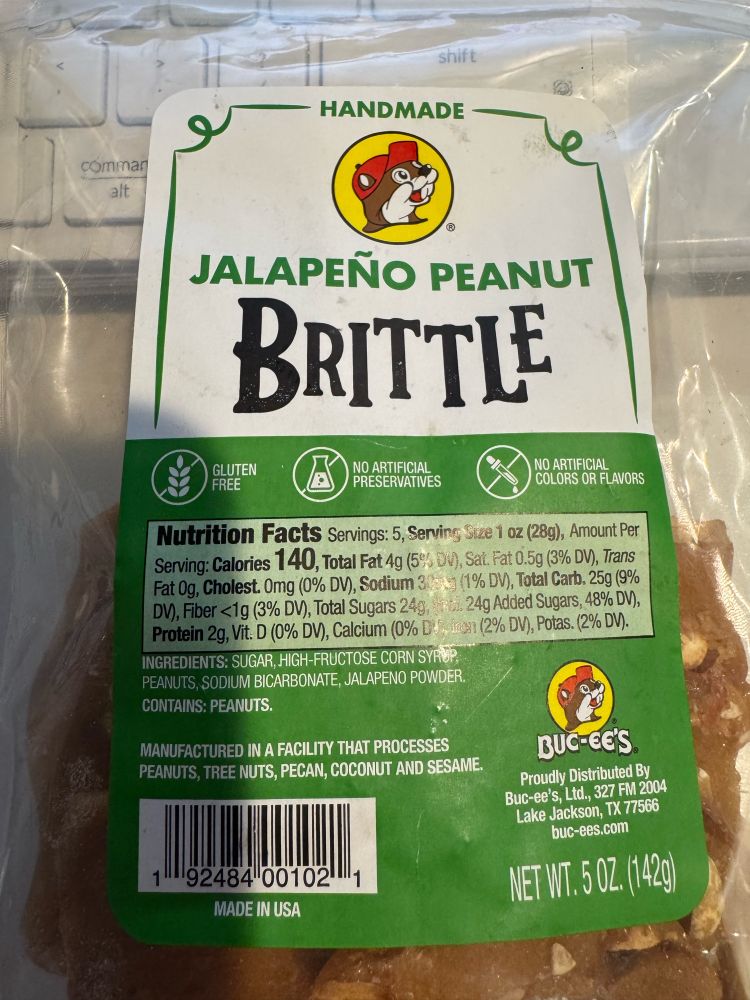 < >
shift
command
alt
HANDMADE
®
JALAPEÑO PEANUT
BRITTLE
GLUTEN
FREE
NO ARTIFICIAL
PRESERVATIVES
NO ARTIFICIAL
COLORS OR FLAVORS
Nutrition Facts Servings: 5, Serving Size 1 oz (28g), Amount Per
Serving: Calories 140, Total Fat 4g (5% DV), Sat. Fat 0.5g (3% DV), Trans
Fat 0g, Cholest. 0mg (0% DV), Sodium (1% DV), Total Carb. 25g (9%
DV), Fiber <1g (3% DV), Total Sugars 24g, 24g Added Sugars, 48% DV),
Protein 2g, Vit. D (0% DV), Calcium (0% DV), Iron (2% DV), Potas. (2% DV).
INGREDIENTS: SUGAR, HIGH-FRUCTOSE CORN SYRUP,
PEANUTS, SODIUM BICARBONATE, JALAPENO POWDER.
CONTAINS: PEANUTS.
MANUFACTURED IN A FACILITY THAT PROCESSES
PEANUTS, TREE NUTS, PECAN, COCONUT AND SESAME.
BUC-EE'S®
Proudly Distributed By
Buc-ee's, Ltd., 327 FM 2004
Lake Jackson, TX 77566
buc-ees.com
1 92484 00102 1
MADE IN USA
NET WT. 5 OZ. (142g)